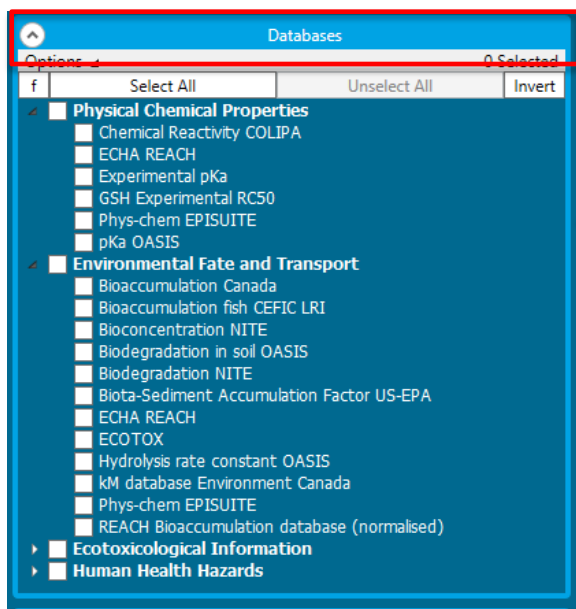 Databases
Options 0 Selected
f Select All Unselect All Invert
Physical Chemical Properties
Chemical Reactivity COLIPA
ECHA REACH
Experimental pKa
GSH Experimental RC50
Phys-chem EPISUITE
pKa OASIS
Environmental Fate and Transport
Bioaccumulation Canada
Bioaccumulation fish CEFIC LRI
Bioconcentration NITE
Biodegradation in soil OASIS
Biodegradation NITE
Biota-Sediment Accumulation Factor US-EPA
ECHA REACH
ECOTOX
Hydrolysis rate constant OASIS
kM database Environment Canada
Phys-chem EPISUITE
REACH Bioaccumulation database (normalised)
Ecotoxicological Information
Human Health Hazards